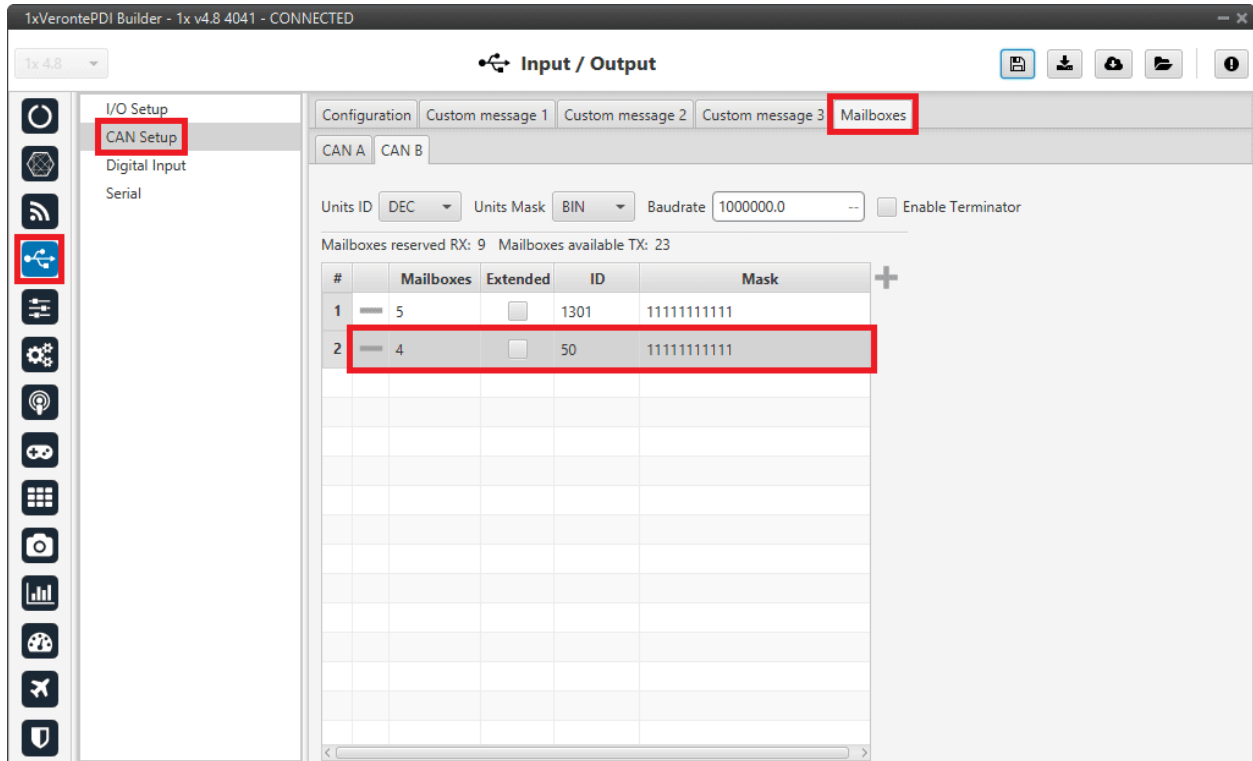 1xVerontePDI Builder - 1x v4.8 4041 - CONNECTED
1x 4.8
Input / Output
I/O Setup
CAN Setup
Digital Input
Serial
Configuration Custom message 1 Custom message 2 Custom message 3 Mailboxes
CAN A CAN B
Units ID DEC Units Mask BIN Baudrate 1000000.0 -- Enable Terminator
Mailboxes reserved RX: 9 Mailboxes available TX: 23
# Mailboxes Extended ID Mask
1 5 1301 11111111111
2 4 50 11111111111